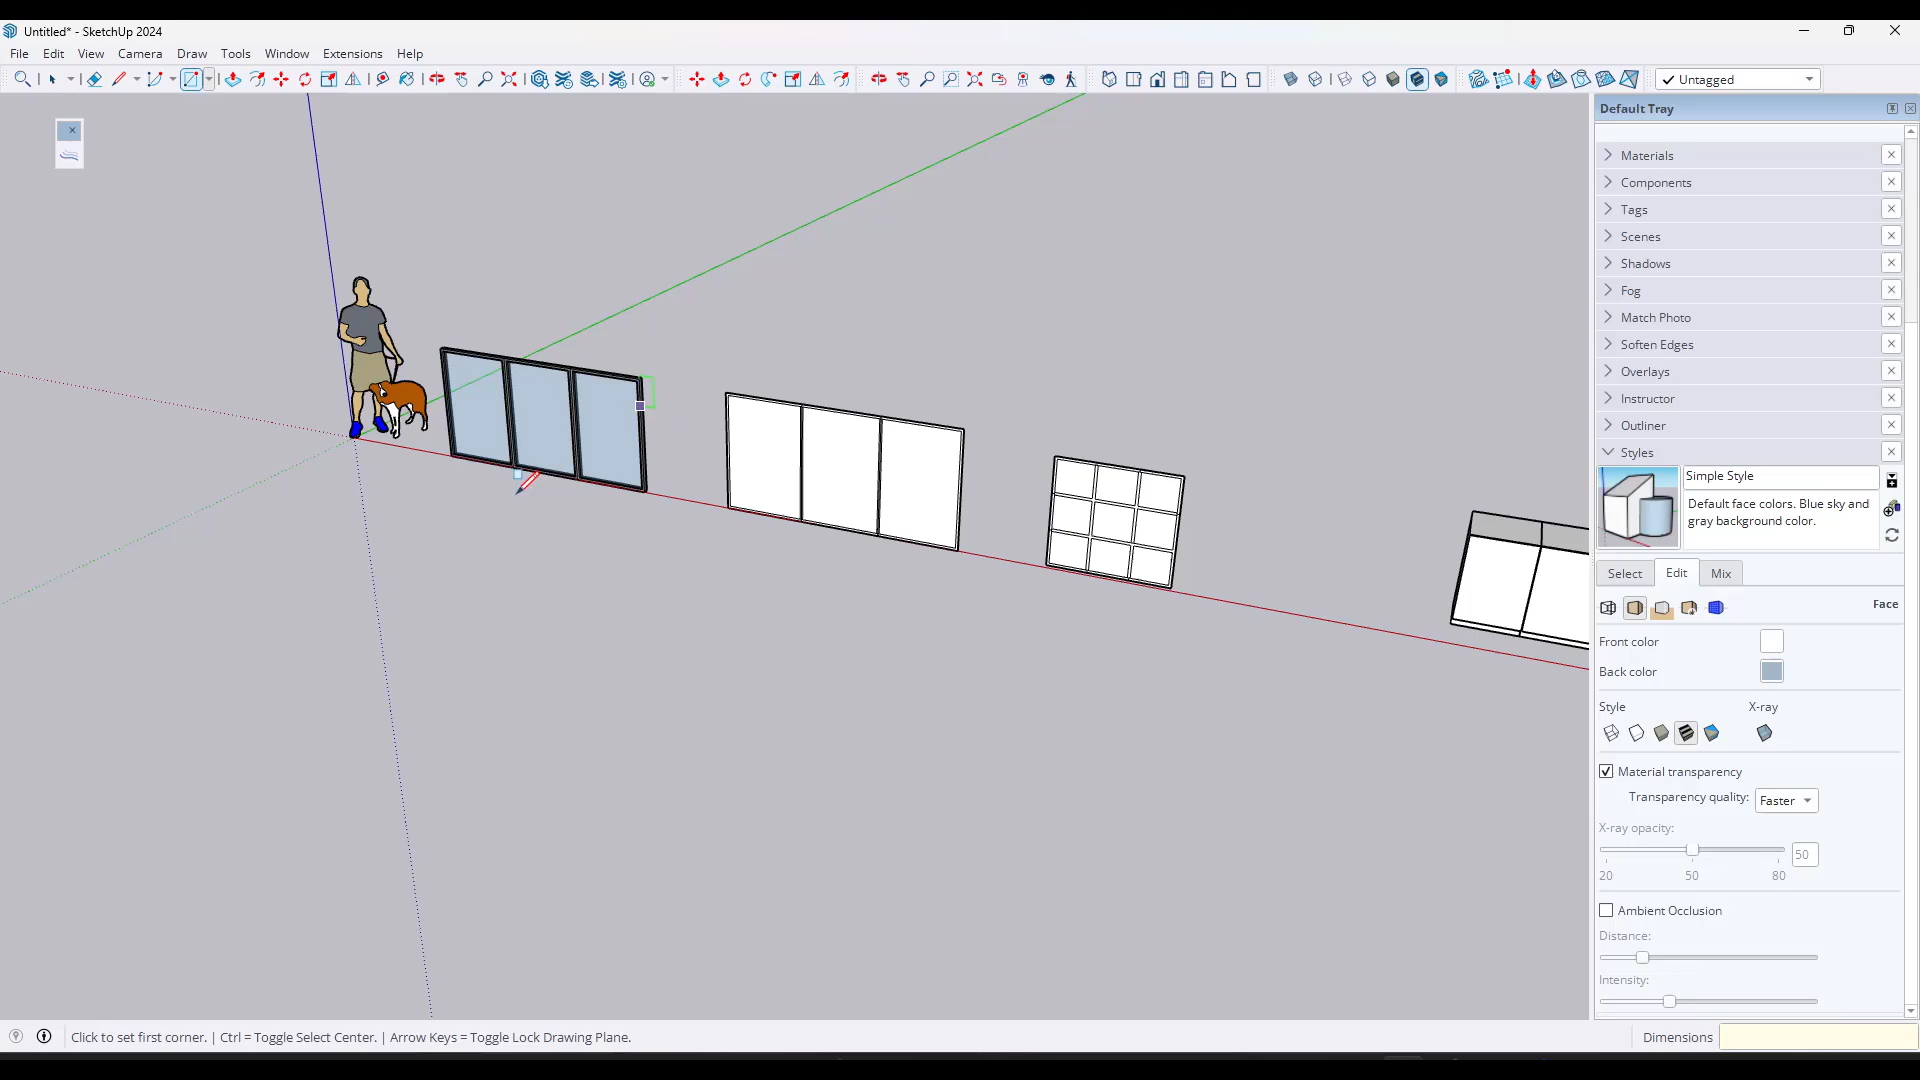 Untitled* - SketchUp 2024
File Edit View Camera Draw Tools Window Extensions Help
Untagged
Default Tray
Materials
Components
Tags
Scenes
Shadows
Fog
Match Photo
Soften Edges
Overlays
Instructor
Outliner
Styles
Simple Style
Default face colors. Blue sky and
gray background color.
Select Edit Mix
Face
Front color
Back color
Style X-ray
Material transparency
Transparency quality: Faster
X-ray opacity:
50
20 50 80
Ambient Occlusion
Distance:
Intensity:
Click to set first corner. | Ctrl = Toggle Select Center. | Arrow Keys = Toggle Lock Drawing Plane.
Dimensions